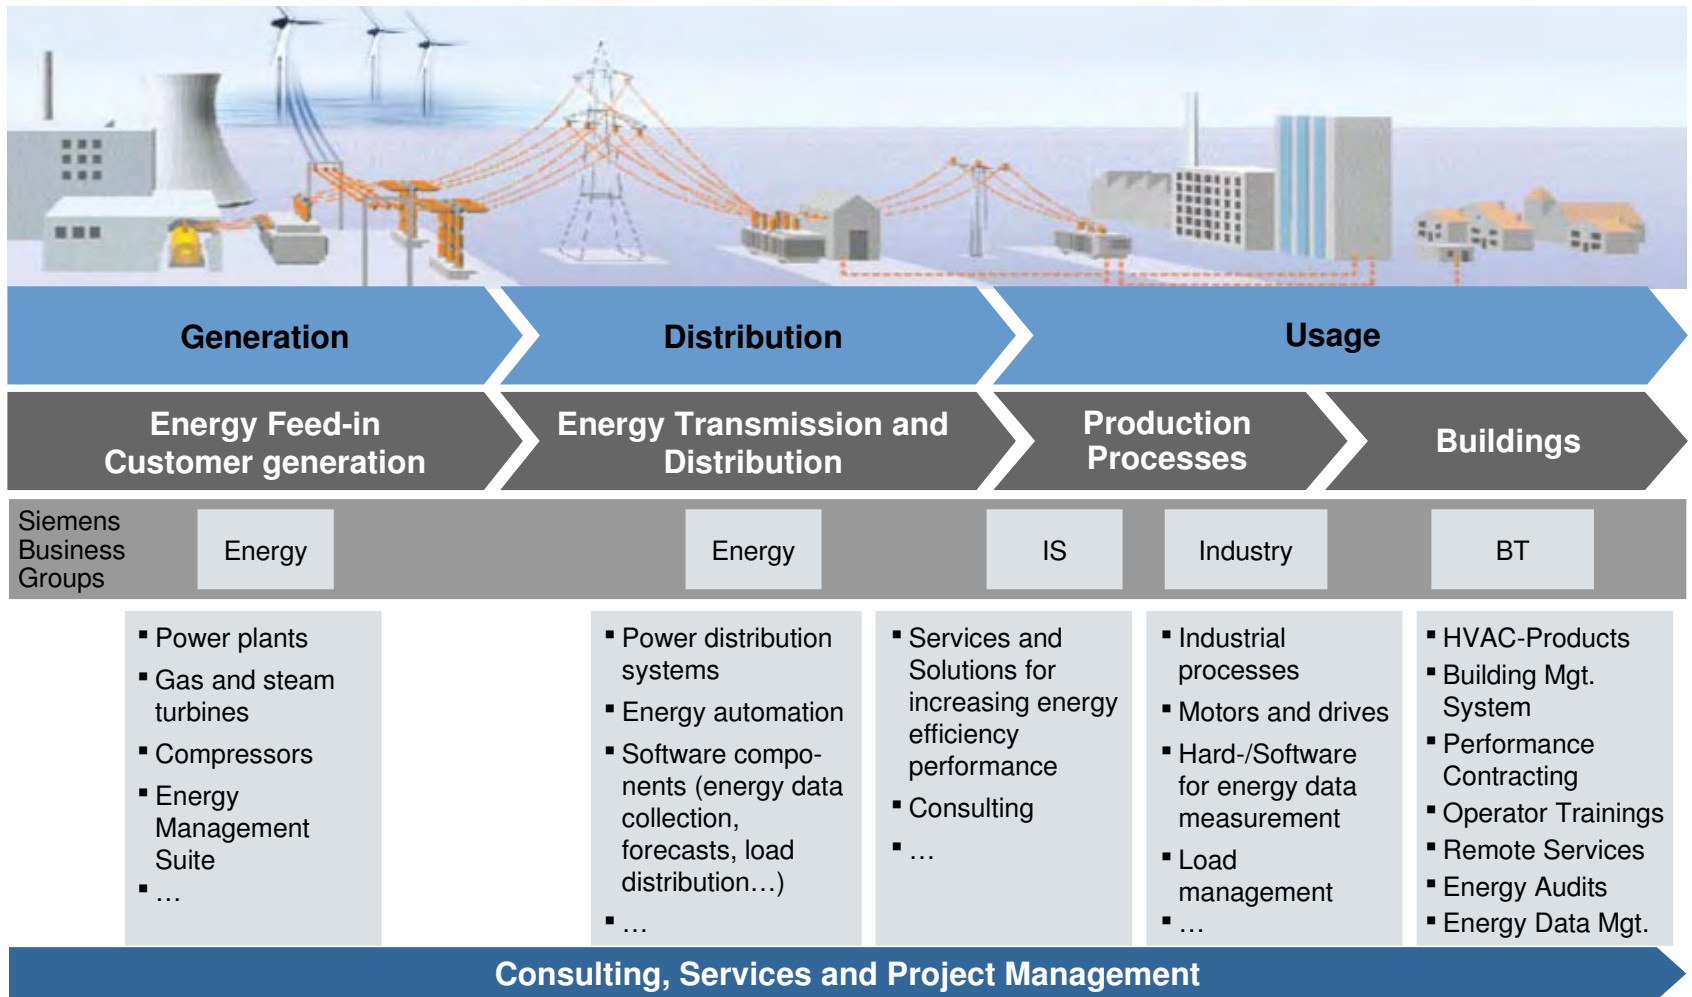 Generation
Distribution
Usage
Energy Feed-in
Customer generation
Energy Transmission and
Distribution
Production
Processes
Buildings
Siemens
Business
Groups
Energy
Energy
IS
Industry
BT
▪ Power plants
▪ Gas and steam
turbines
▪ Compressors
▪ Energy
Management
Suite
▪ …
▪ Power distribution
systems
▪ Energy automation
▪ Software compo-
nents (energy data
collection,
forecasts, load
distribution…)
▪ …
▪ Services and
Solutions for
increasing energy
efficiency
performance
▪ Consulting
▪ …
▪ Industrial
processes
▪ Motors and drives
▪ Hard-/Software
for energy data
measurement
▪ Load
management
▪ …
▪ HVAC-Products
▪ Building Mgt.
System
▪ Performance
Contracting
▪ Operator Trainings
▪ Remote Services
▪ Energy Audits
▪ Energy Data Mgt.
Consulting, Services and Project Management